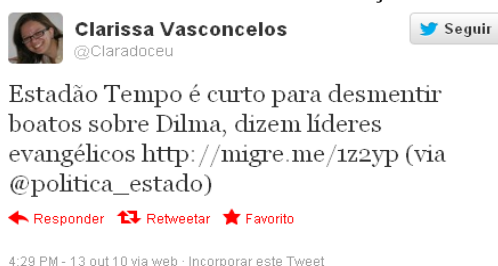 Clarissa Vasconcelos
@Claradoceu
Seguir
Estadão Tempo é curto para desmentir
boatos sobre Dilma, dizem líderes
evangélicos http://migre.me/1z2yp (via
@politica_estado)
Responder Retweetar Favorito
4:29 PM - 13 out 10 via web · Incorporar este Tweet